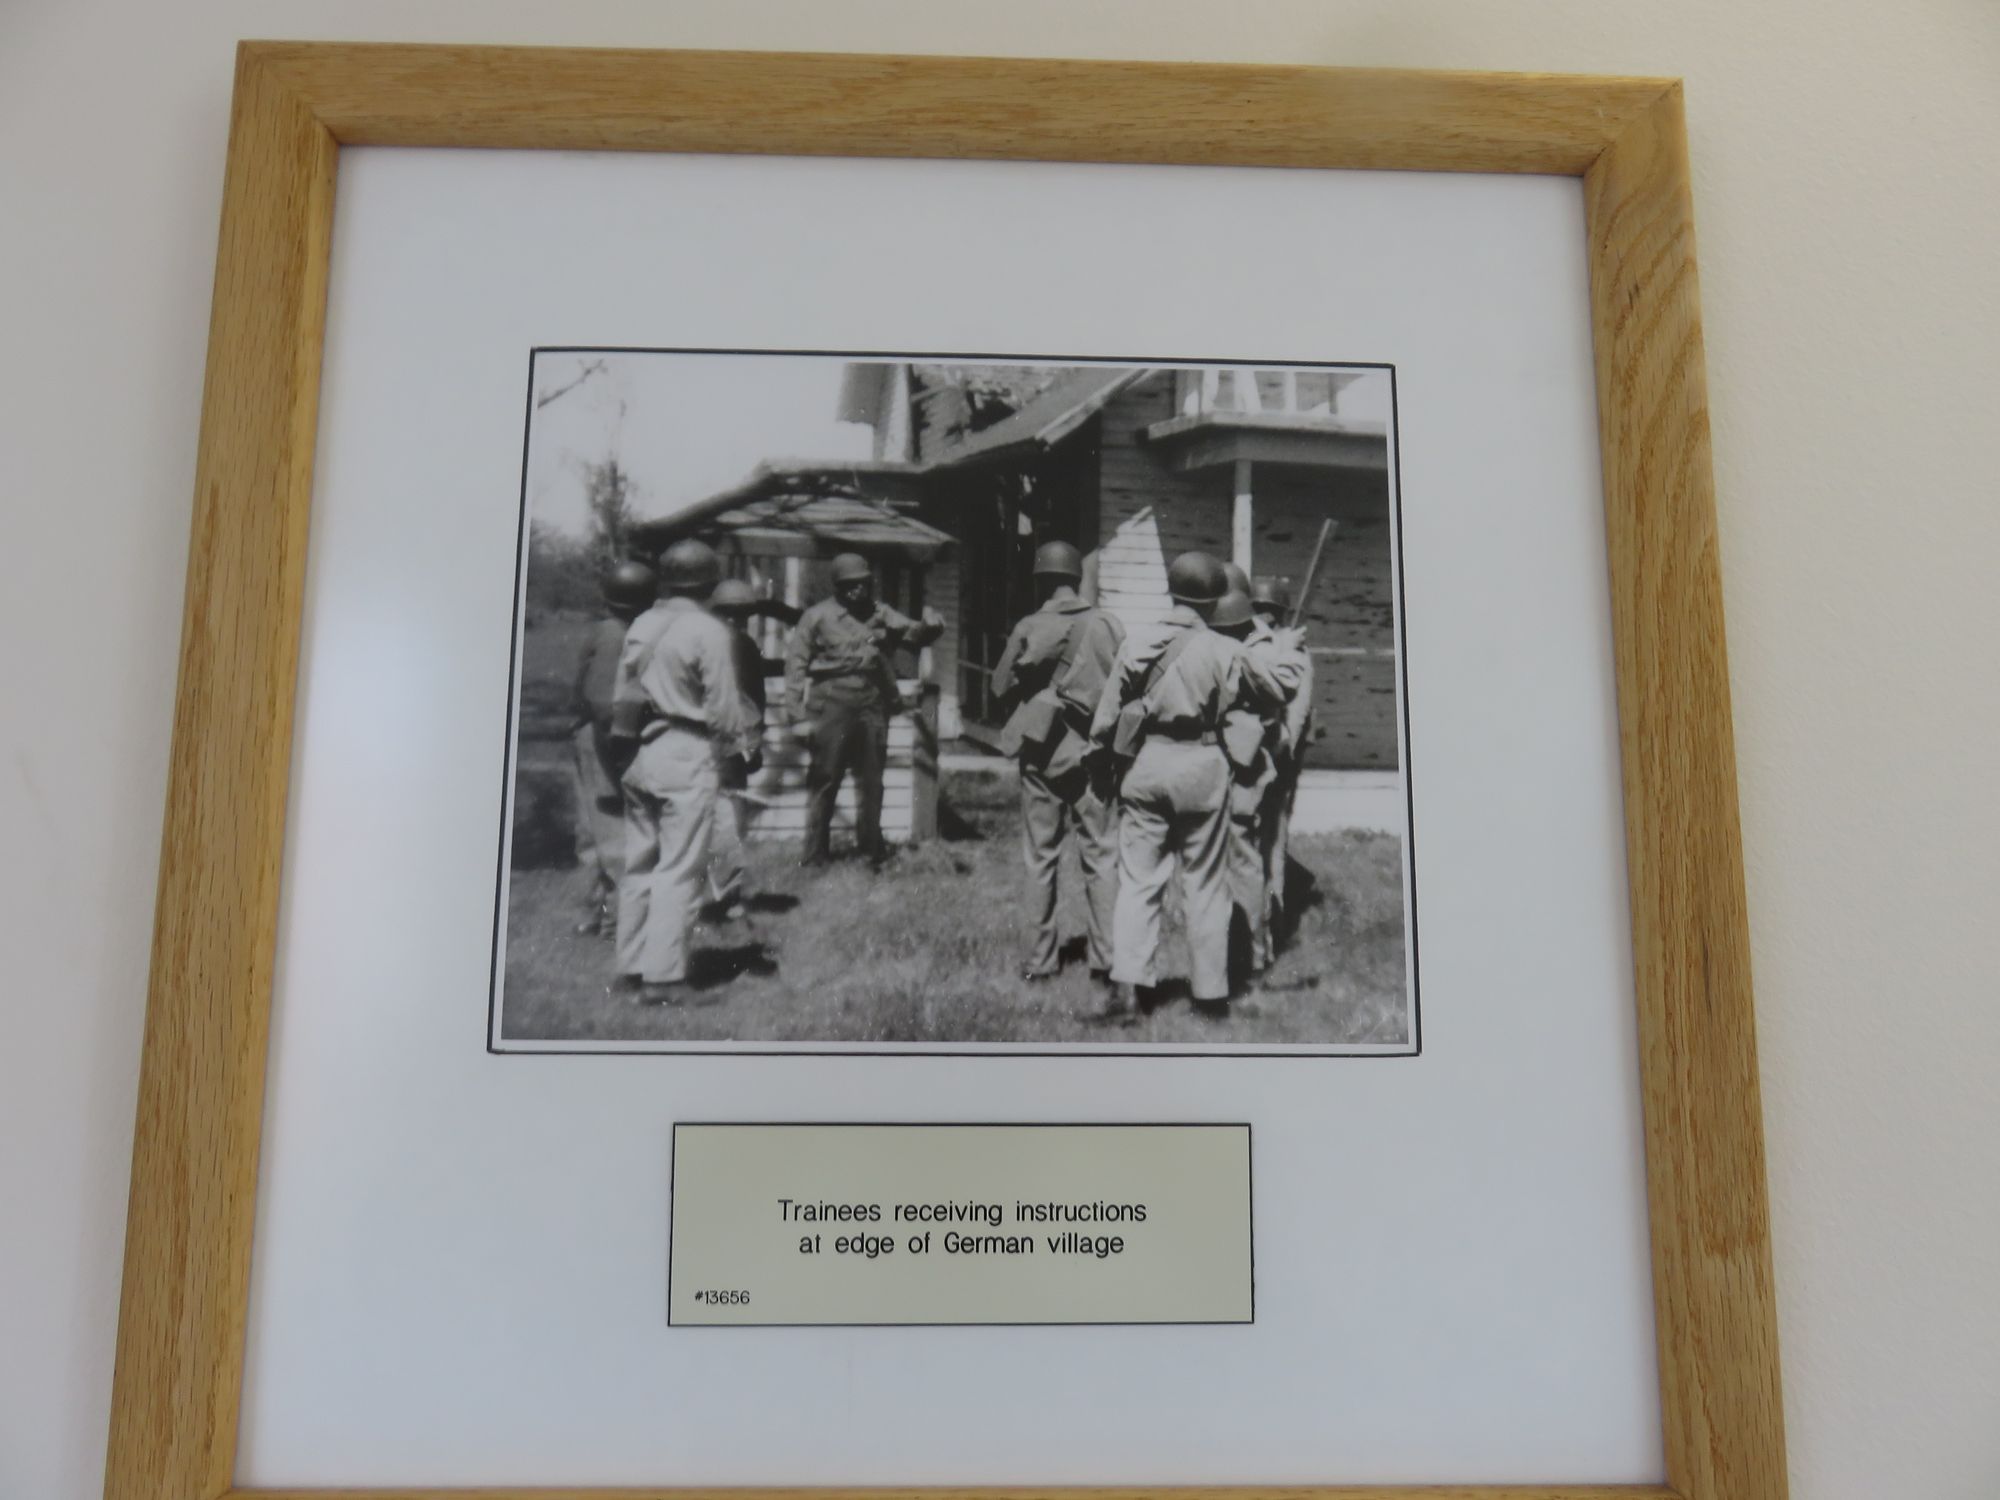 Trainees receiving instructions
at edge of German village
#13656